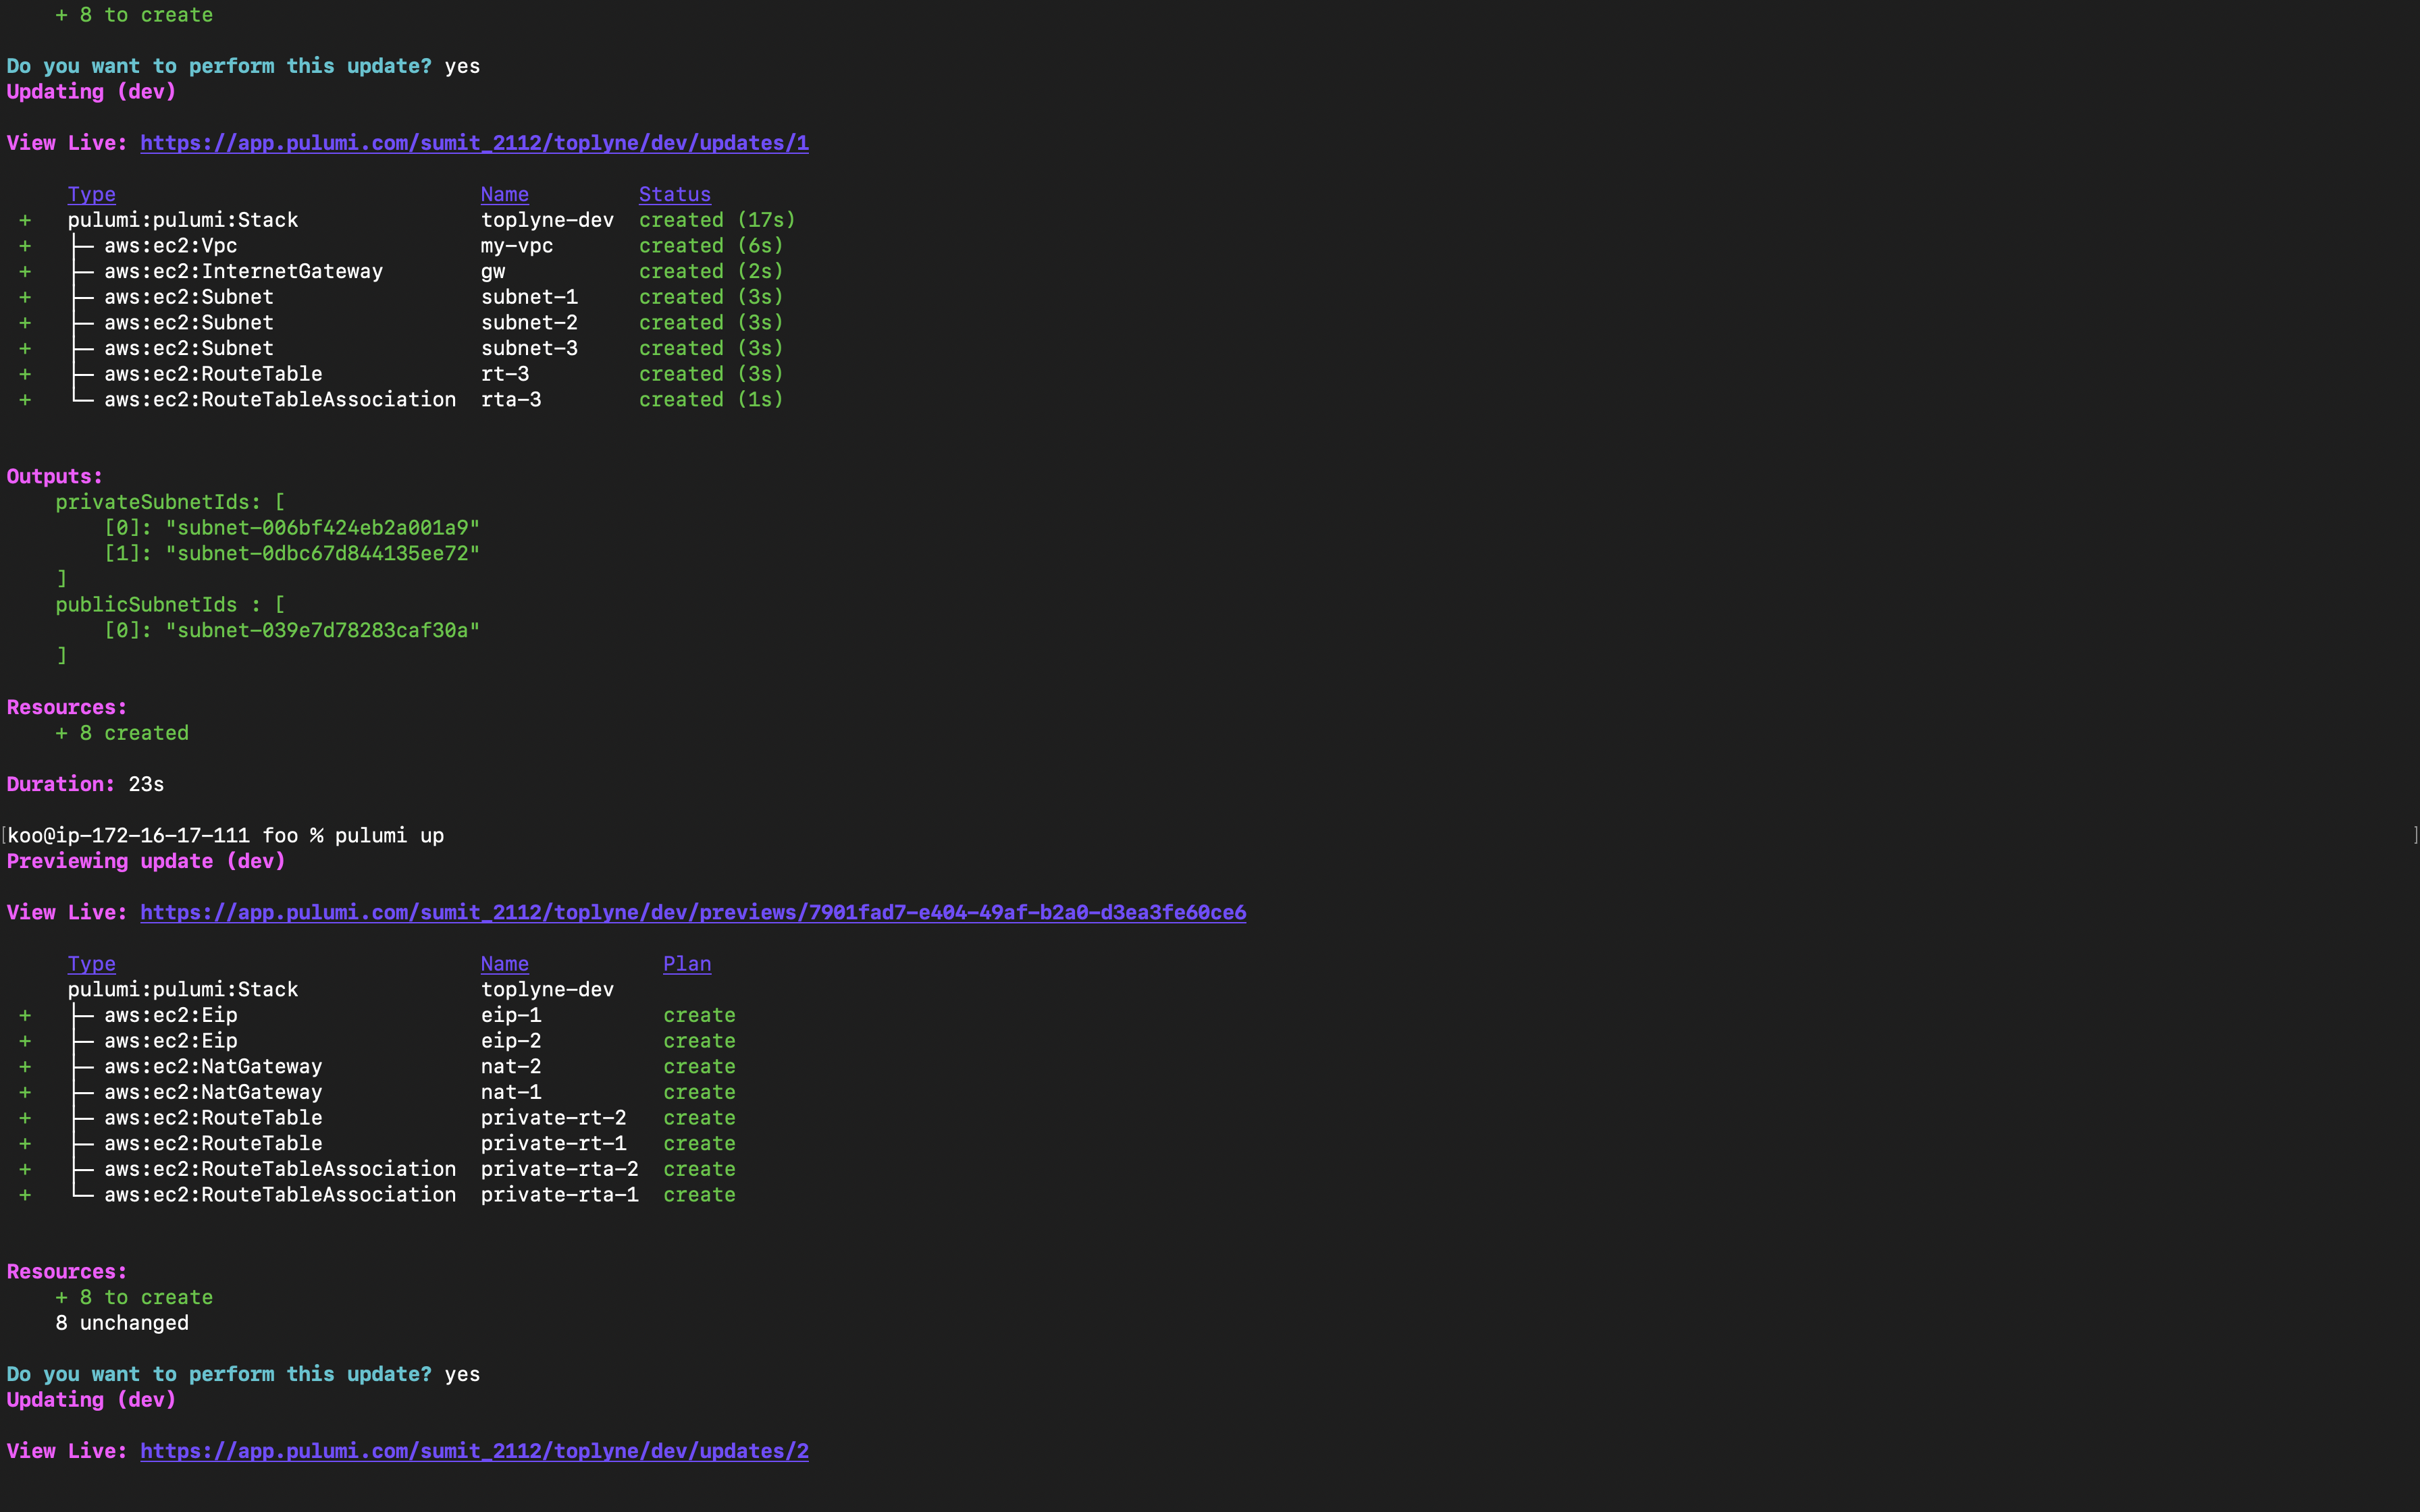 + 8 to create
Do you want to perform this update? yes
Updating (dev)
View Live: https://app.pulumi.com/sumit_2112/toplyne/dev/updates/1
Type Name Status
+ pulumi:pulumi:Stack toplyne-dev created (17s)
+ ├─ aws:ec2:Vpc my-vpc created (6s)
+ ├─ aws:ec2:InternetGateway gw created (2s)
+ ├─ aws:ec2:Subnet subnet-1 created (3s)
+ ├─ aws:ec2:Subnet subnet-2 created (3s)
+ ├─ aws:ec2:Subnet subnet-3 created (3s)
+ ├─ aws:ec2:RouteTable rt-3 created (3s)
+ └─ aws:ec2:RouteTableAssociation rta-3 created (1s)
Outputs:
privateSubnetIds: [
[0]: "subnet-006bf424eb2a001a9"
[1]: "subnet-0dbc67d844135ee72"
]
publicSubnetIds : [
[0]: "subnet-039e7d78283caf30a"
]
Resources:
+ 8 created
Duration: 23s
[koo@ip-172-16-17-111 foo % pulumi up ]
Previewing update (dev)
View Live: https://app.pulumi.com/sumit_2112/toplyne/dev/previews/7901fad7-e404-49af-b2a0-d3ea3fe60ce6
Type Name Plan
pulumi:pulumi:Stack toplyne-dev
+ ├─ aws:ec2:Eip eip-1 create
+ ├─ aws:ec2:Eip eip-2 create
+ ├─ aws:ec2:NatGateway nat-2 create
+ ├─ aws:ec2:NatGateway nat-1 create
+ ├─ aws:ec2:RouteTable private-rt-2 create
+ ├─ aws:ec2:RouteTable private-rt-1 create
+ ├─ aws:ec2:RouteTableAssociation private-rta-2 create
+ └─ aws:ec2:RouteTableAssociation private-rta-1 create
Resources:
+ 8 to create
8 unchanged
Do you want to perform this update? yes
Updating (dev)
View Live: https://app.pulumi.com/sumit_2112/toplyne/dev/updates/2